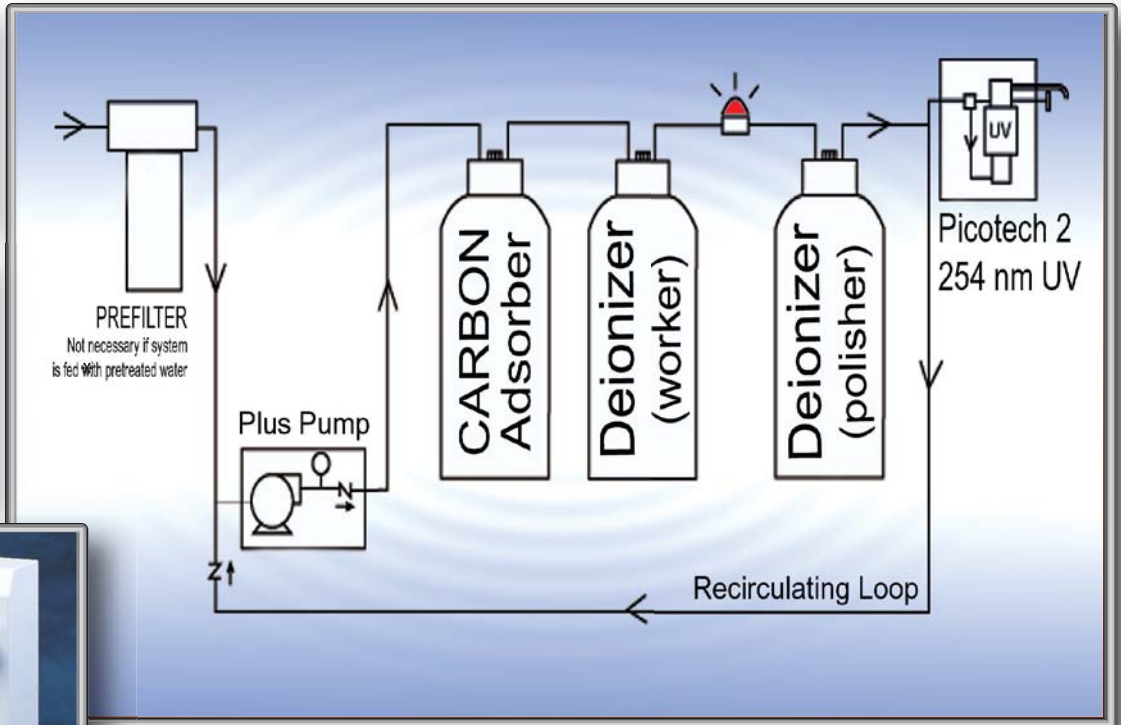 PREFILTER
Not necessary if system
is fed with pretreated water
Plus Pump
CARBON
Adsorber
Deionizer
(worker)
Deionizer
(polisher)
UV
Picotech 2
254 nm UV
Recirculating Loop